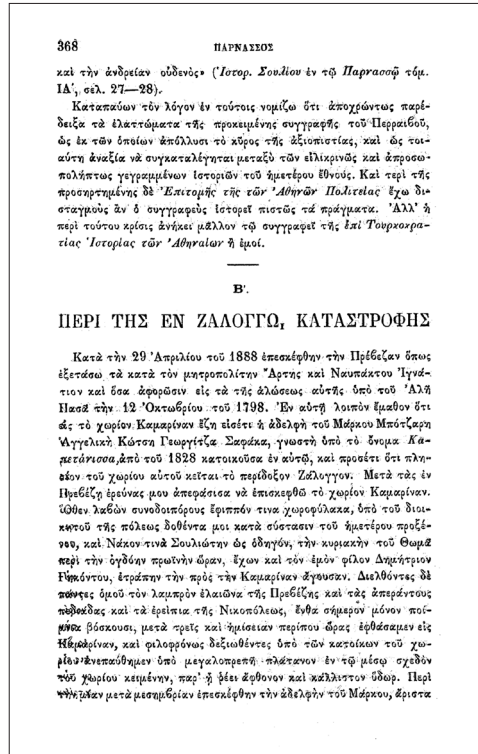 368
ΠΑΡΝΑΣΣΟΣ
καὶ τὴν ἀνδρείαν οὐδενὸς» (Ἱστορ. Σουλίου ἐν τῷ Παρνασσῷ τόμ.
ΙΑ', σελ. 27—28).
Καταπαύων τὸν λόγον ἐν τούτοις νομίζω ὅτι ἀποχρώντως παρέ-
δειξα τὰ ἐλαττώματα τῆς προκειμένης συγγραφῆς τοῦ Περραιβοῦ,
ὡς ἐκ τῶν ὁποίων ἀπόλλυσι τὸ κῦρος τῆς ἀξιοπιστίας, καὶ ὡς τοι-
αύτη ἀναξία νὰ συγκαταλέγηται μεταξὺ τῶν εἰλικρινῶς καὶ ἀπροσω-
πολήπτως γεγραμμένων ἱστοριῶν τοῦ ἡμετέρου ἔθνους. Καὶ περὶ τῆς
προσηρτημένης δὲ Ἐπιτομῆς τῆς τῶν Ἀθηνῶν Πολιτείας ἔχω δι-
σταγμοὺς ἂν ὁ συγγραφεὺς ἱστορεῖ πιστῶς τὰ πράγματα. Ἀλλ' ἡ
περὶ τούτου κρίσις ἀνήκει μᾶλλον τῷ συγγραφεῖ τῆς ἐπὶ Τουρκοκρα-
τίας Ἱστορίας τῶν Ἀθηναίων ἢ ἐμοί.
Β'.
ΠΕΡΙ ΤΗΣ ΕΝ ΖΑΛΟΓΓΩι ΚΑΤΑΣΤΡΟΦΗΣ
Κατὰ τὴν 29 Ἀπριλίου τοῦ 1888 ἐπεσκέφθην τὴν Πρέβεζαν ὅπως
ἐξετάσω τὰ κατὰ τὸν μητροπολίτην Ἄρτης καὶ Ναυπάκτου Ἰγνά-
τιον καὶ ὅσα ἀφορῶσιν εἰς τὰ τῆς ἁλώσεως αὐτῆς ὑπὸ τοῦ Ἀλῆ
Πασᾶ τὴν 12 Ὀκτωβρίου τοῦ 1798. Ἐν αὐτῇ λοιπὸν ἔμαθον ὅτι
εἰς τὸ χωρίον Καμαρίναν ἔζη εἰσέτι ἡ ἀδελφὴ τοῦ Μάρκου Μπότζαρη
Ἀγγελικὴ Κώτση Γεωργίτζα Σαφάκα, γνωστὴ ὑπὸ τὸ ὄνομα Κα-
πετάνισσα, ἀπὸ τοῦ 1828 κατοικοῦσα ἐν αὐτῷ, καὶ προσέτι ὅτι πλη-
σίον τοῦ χωρίου αὐτοῦ κεῖται τὸ περίδοξον Ζάλογγον. Μετὰ τὰς ἐν
Πρεβέζῃ ἐρεύνας μου ἀπεφάσισα νὰ ἐπισκεφθῶ τὸ χωρίον Καμαρίναν.
Ὅθεν λαβὼν συνοδοιπόρους ἔφιππόν τινα χωροφύλακα, ὑπὸ τοῦ διοι-
κητοῦ τῆς πόλεως δοθέντα μοι κατὰ σύστασιν τοῦ ἡμετέρου προξέ-
νου, καὶ Νάκον τινὰ Σουλιώτην ὡς ὁδηγόν, τὴν κυριακὴν τοῦ Θωμᾶ
περὶ τὴν ὀγδόην πρωϊνὴν ὥραν, ἔχων καὶ τὸν ἐμὸν φίλον Δημήτριον
ἐτράπην τὴν πρὸς τὴν Καμαρίναν ἄγουσαν. Διελθόντες δὲ
πάντες ὁμοῦ τὸν λαμπρὸν ἐλαιῶνα τῆς Πρεβέζης καὶ τὰς ἀπεράντους
πεδιάδας καὶ τὰ ἐρείπια τῆς Νικοπόλεως, ἔνθα σήμερον μόνον ποί-
μνια βόσκουσι, μετὰ τρεῖς καὶ ἡμίσειαν περίπου ὥρας ἐφθάσαμεν εἰς
Καμαρίναν, καὶ φιλοφρόνως δεξιωθέντες ὑπὸ τῶν κατοίκων τοῦ χω-
ρίου ἀνεπαύθημεν ὑπὸ μεγαλοπρεπῆ πλάτανον ἐν τῷ μέσῳ σχεδὸν
τοῦ χωρίου κειμένην, παρ' ᾗ ῥέει ἄφθονον καὶ κάλλιστον ὕδωρ. Περὶ
τὴν μίαν μετὰ μεσημβρίαν ἐπεσκέφθην τὴν ἀδελφὴν τοῦ Μάρκου, ἄριστα